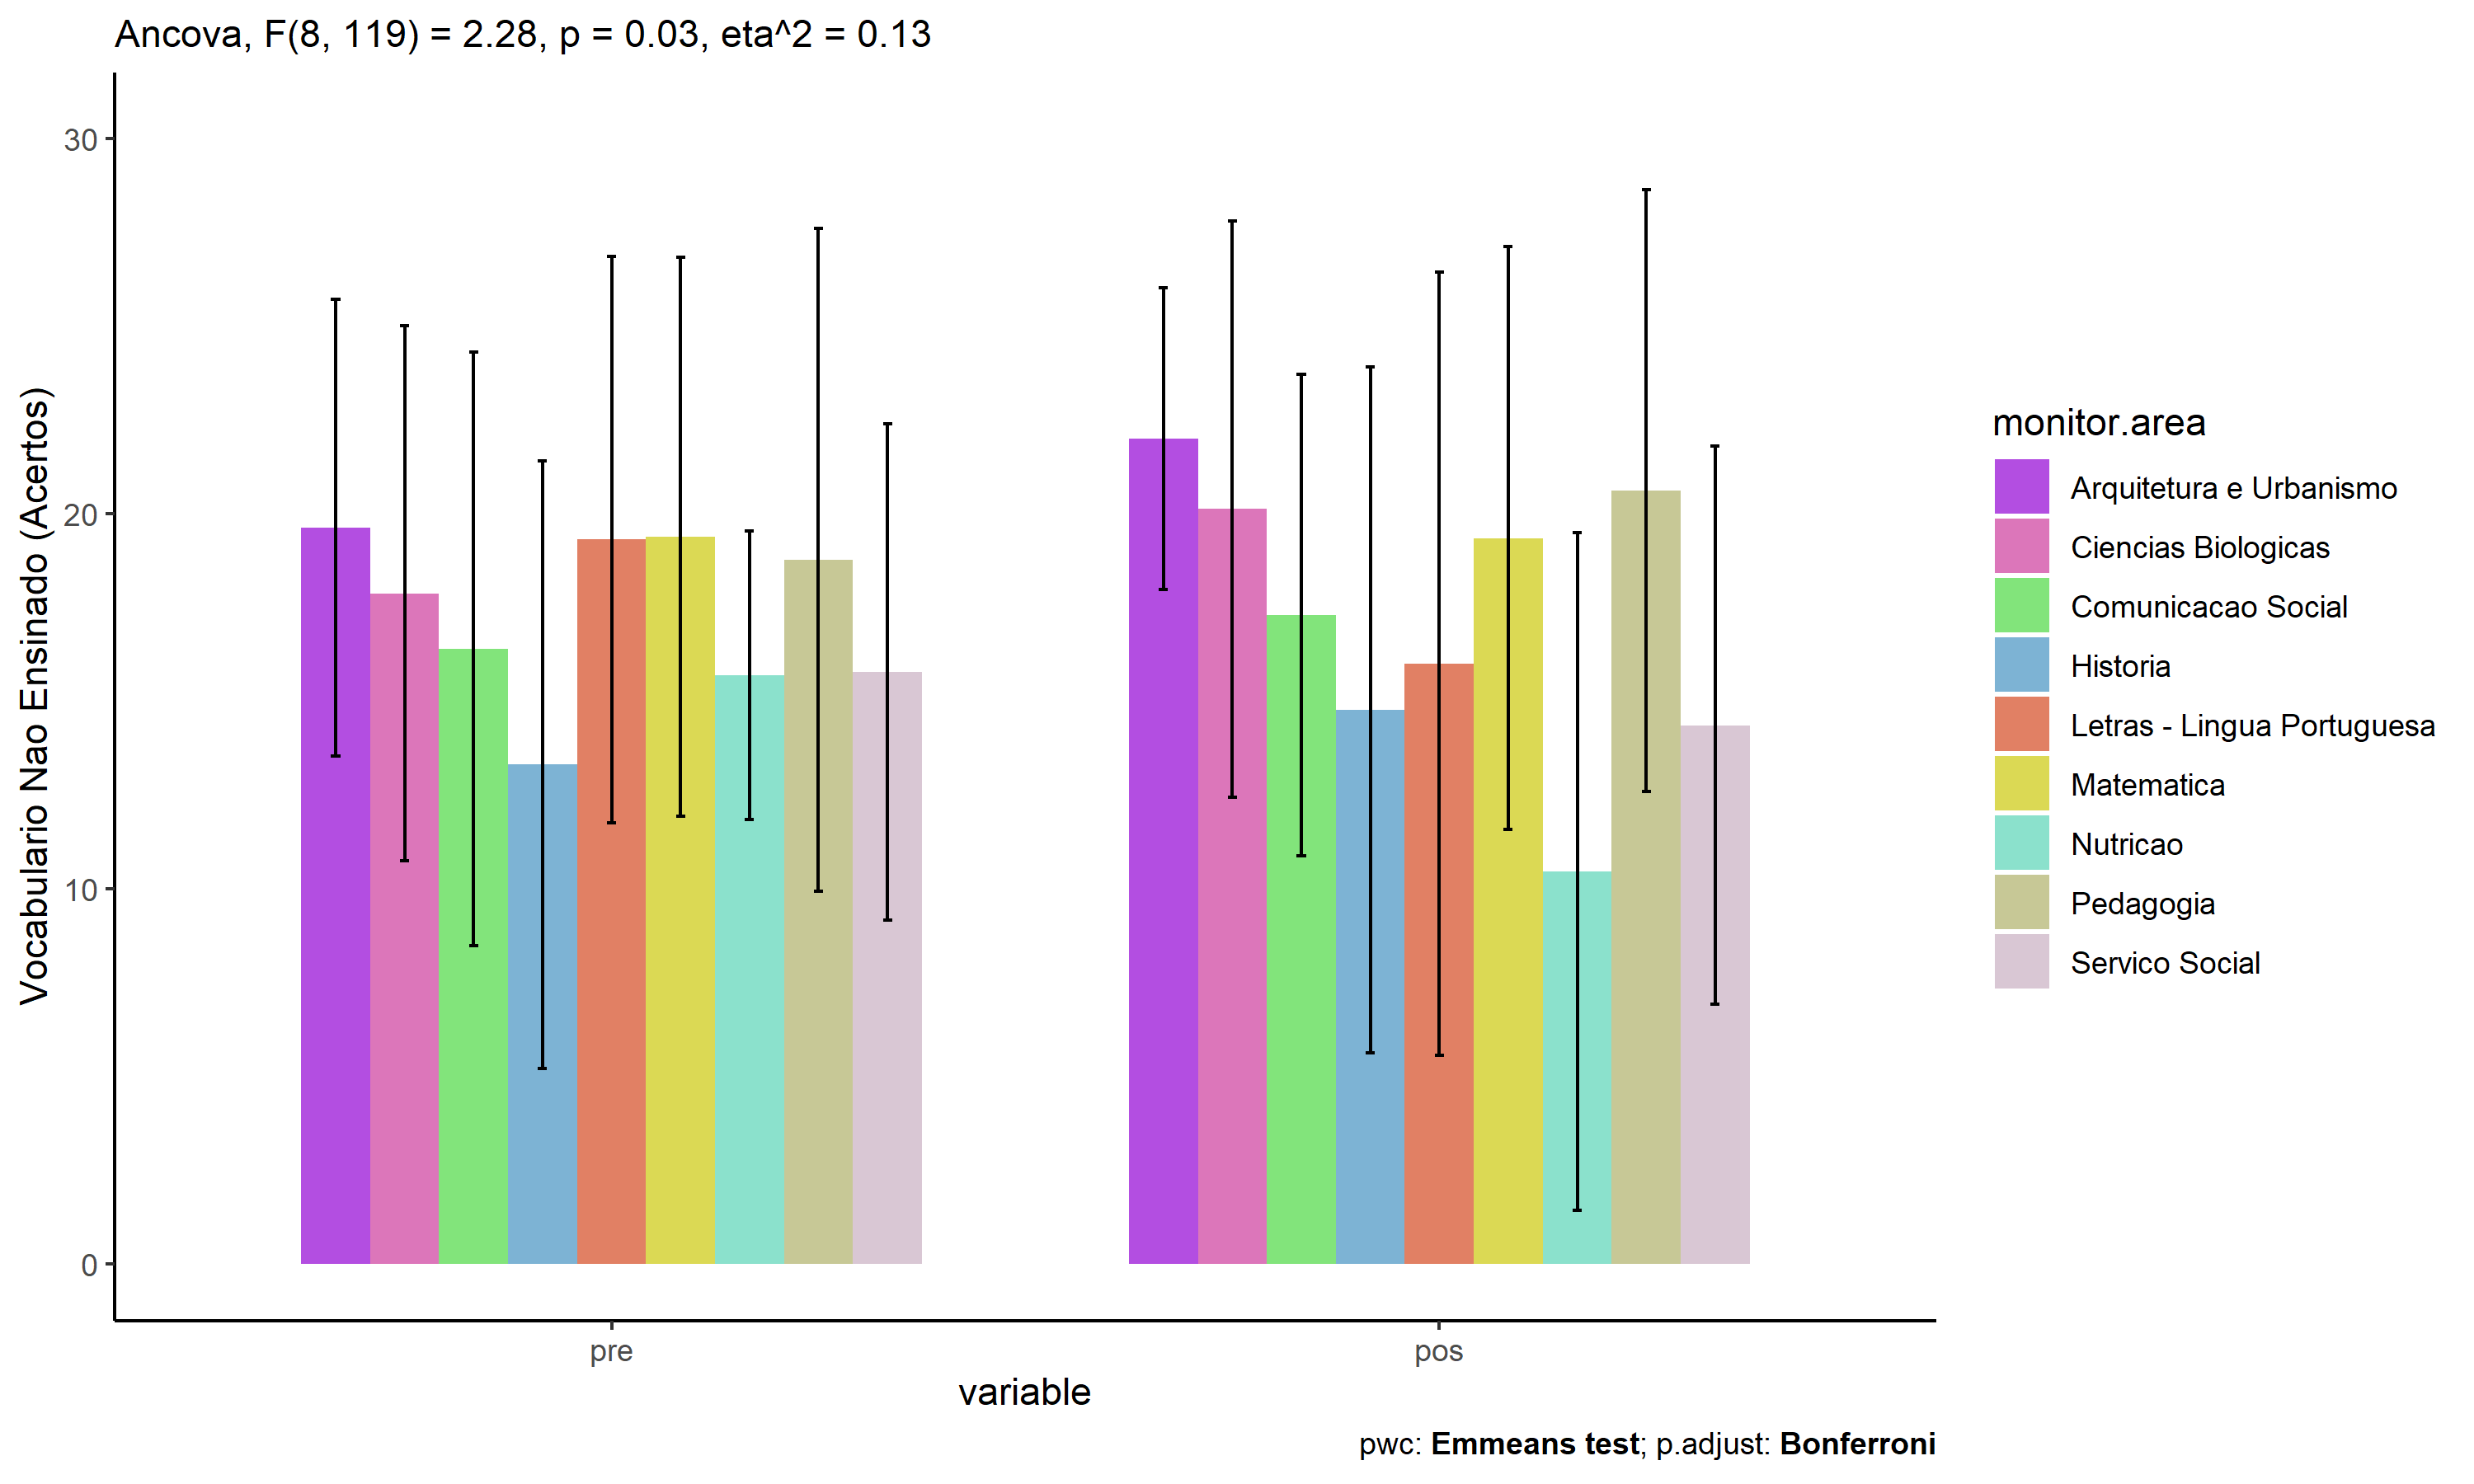 Ancova, F(8, 119) = 2.28, p = 0.03, eta^2 = 0.13
Vocabulario Nao Ensinado (Acertos)
30
20
10
0
pre
pos
variable
monitor.area
Arquitetura e Urbanismo
Ciencias Biologicas
Comunicacao Social
Historia
Letras - Lingua Portuguesa
Matematica
Nutricao
Pedagogia
Servico Social
pwc: Emmeans test; p.adjust: Bonferroni